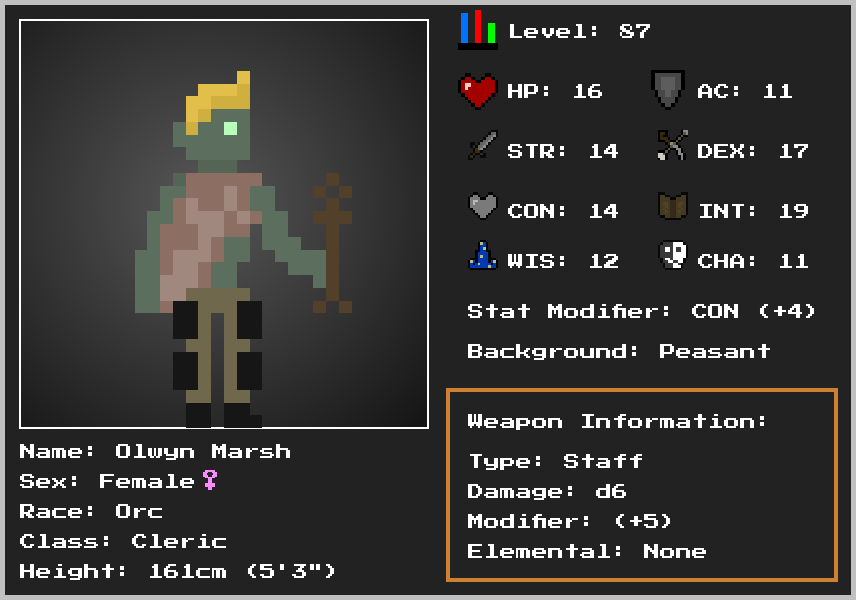 Level: 87
HP: 16
AC: 11
STR: 14
DEX: 17
CON: 14
INT: 19
WIS: 12
CHA: 11
Stat Modifier: CON (+4)
Background: Peasant
Weapon Information:
Type: Staff
Damage: d6
Modifier: (+5)
Elemental: None
Name: Olwyn Marsh
Sex: Female♀
Race: Orc
Class: Cleric
Height: 161cm (5'3")